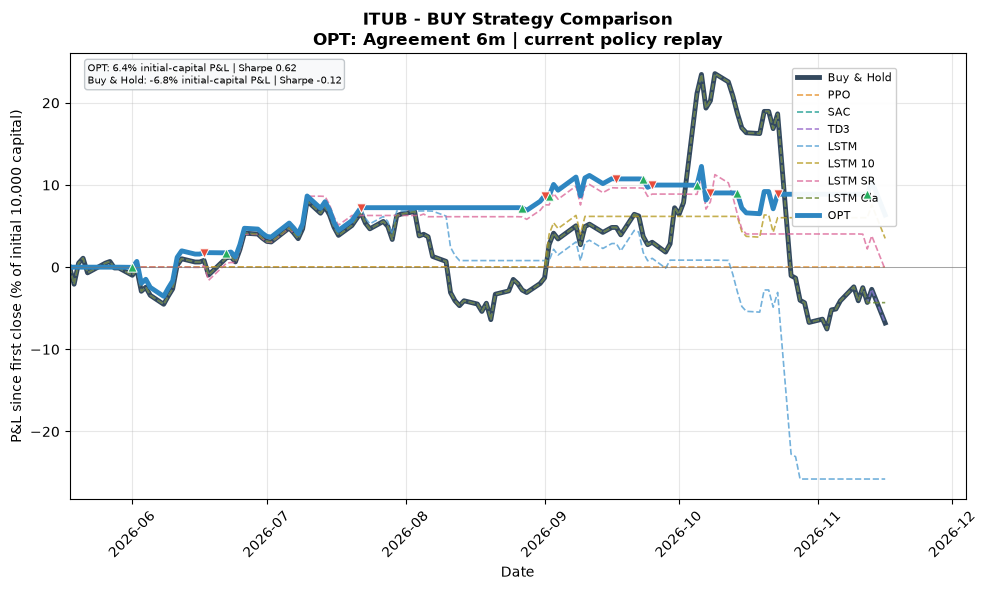 ITUB - BUY Strategy Comparison
OPT: Agreement 6m | current policy replay
OPT: 6.4% initial-capital P&L | Sharpe 0.62
Buy & Hold: -6.8% initial-capital P&L | Sharpe -0.12
Buy & Hold
PPO
SAC
TD3
LSTM
LSTM 10
LSTM SR
LSTM
OPT
P&L since first close (% of initial 10,000 capital)
20
10
0
−10
−20
2026-06
2026-07
2026-08
2026-09
2026-10
2026-11
2026-12
Date